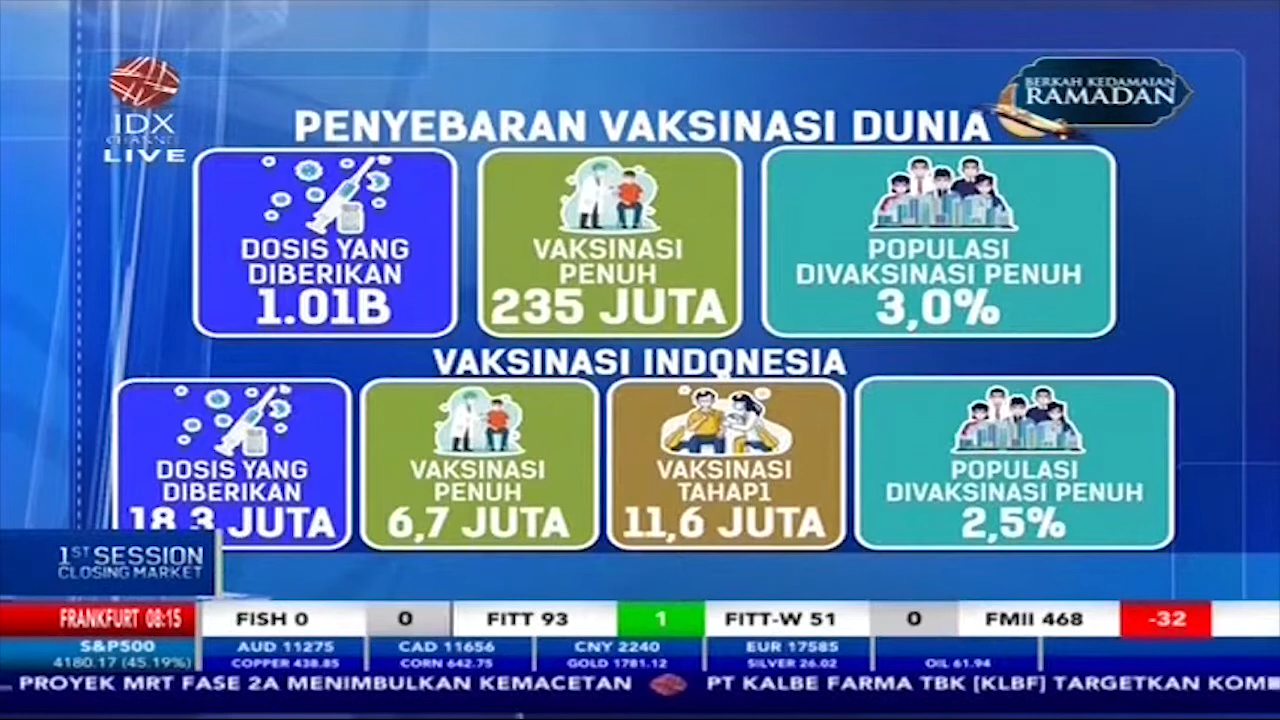 IDX
CHANNEL
LIVE
BERKAH KEDAMAIAN
RAMADAN
PENYEBARAN VAKSINASI DUNIA
DOSIS YANG
DIBERIKAN
1.01B
VAKSINASI
PENUH
235 JUTA
POPULASI
DIVAKSINASI PENUH
3,0%
VAKSINASI INDONESIA
DOSIS YANG
DIBERIKAN
18,3 JUTA
VAKSINASI
PENUH
6,7 JUTA
VAKSINASI
TAHAP1
11,6 JUTA
POPULASI
DIVAKSINASI PENUH
2,5%
1ST SESSION
CLOSING MARKET
FRANKFURT 08:15 FISH 0 0 FITT 93 1 FITT-W 51 0 FMII 468 -32
S&P500 AUD 11275 CAD 11656 CNY 2240 EUR 17585
4180.17 (45.19%) COPPER 438.85 CORN 642.75 GOLD 1781.12 SILVER 26.02 OIL 61.94
PROYEK MRT FASE 2A MENIMBULKAN KEMACETAN PT KALBE FARMA TBK [KLBF] TARGETKAN KOM